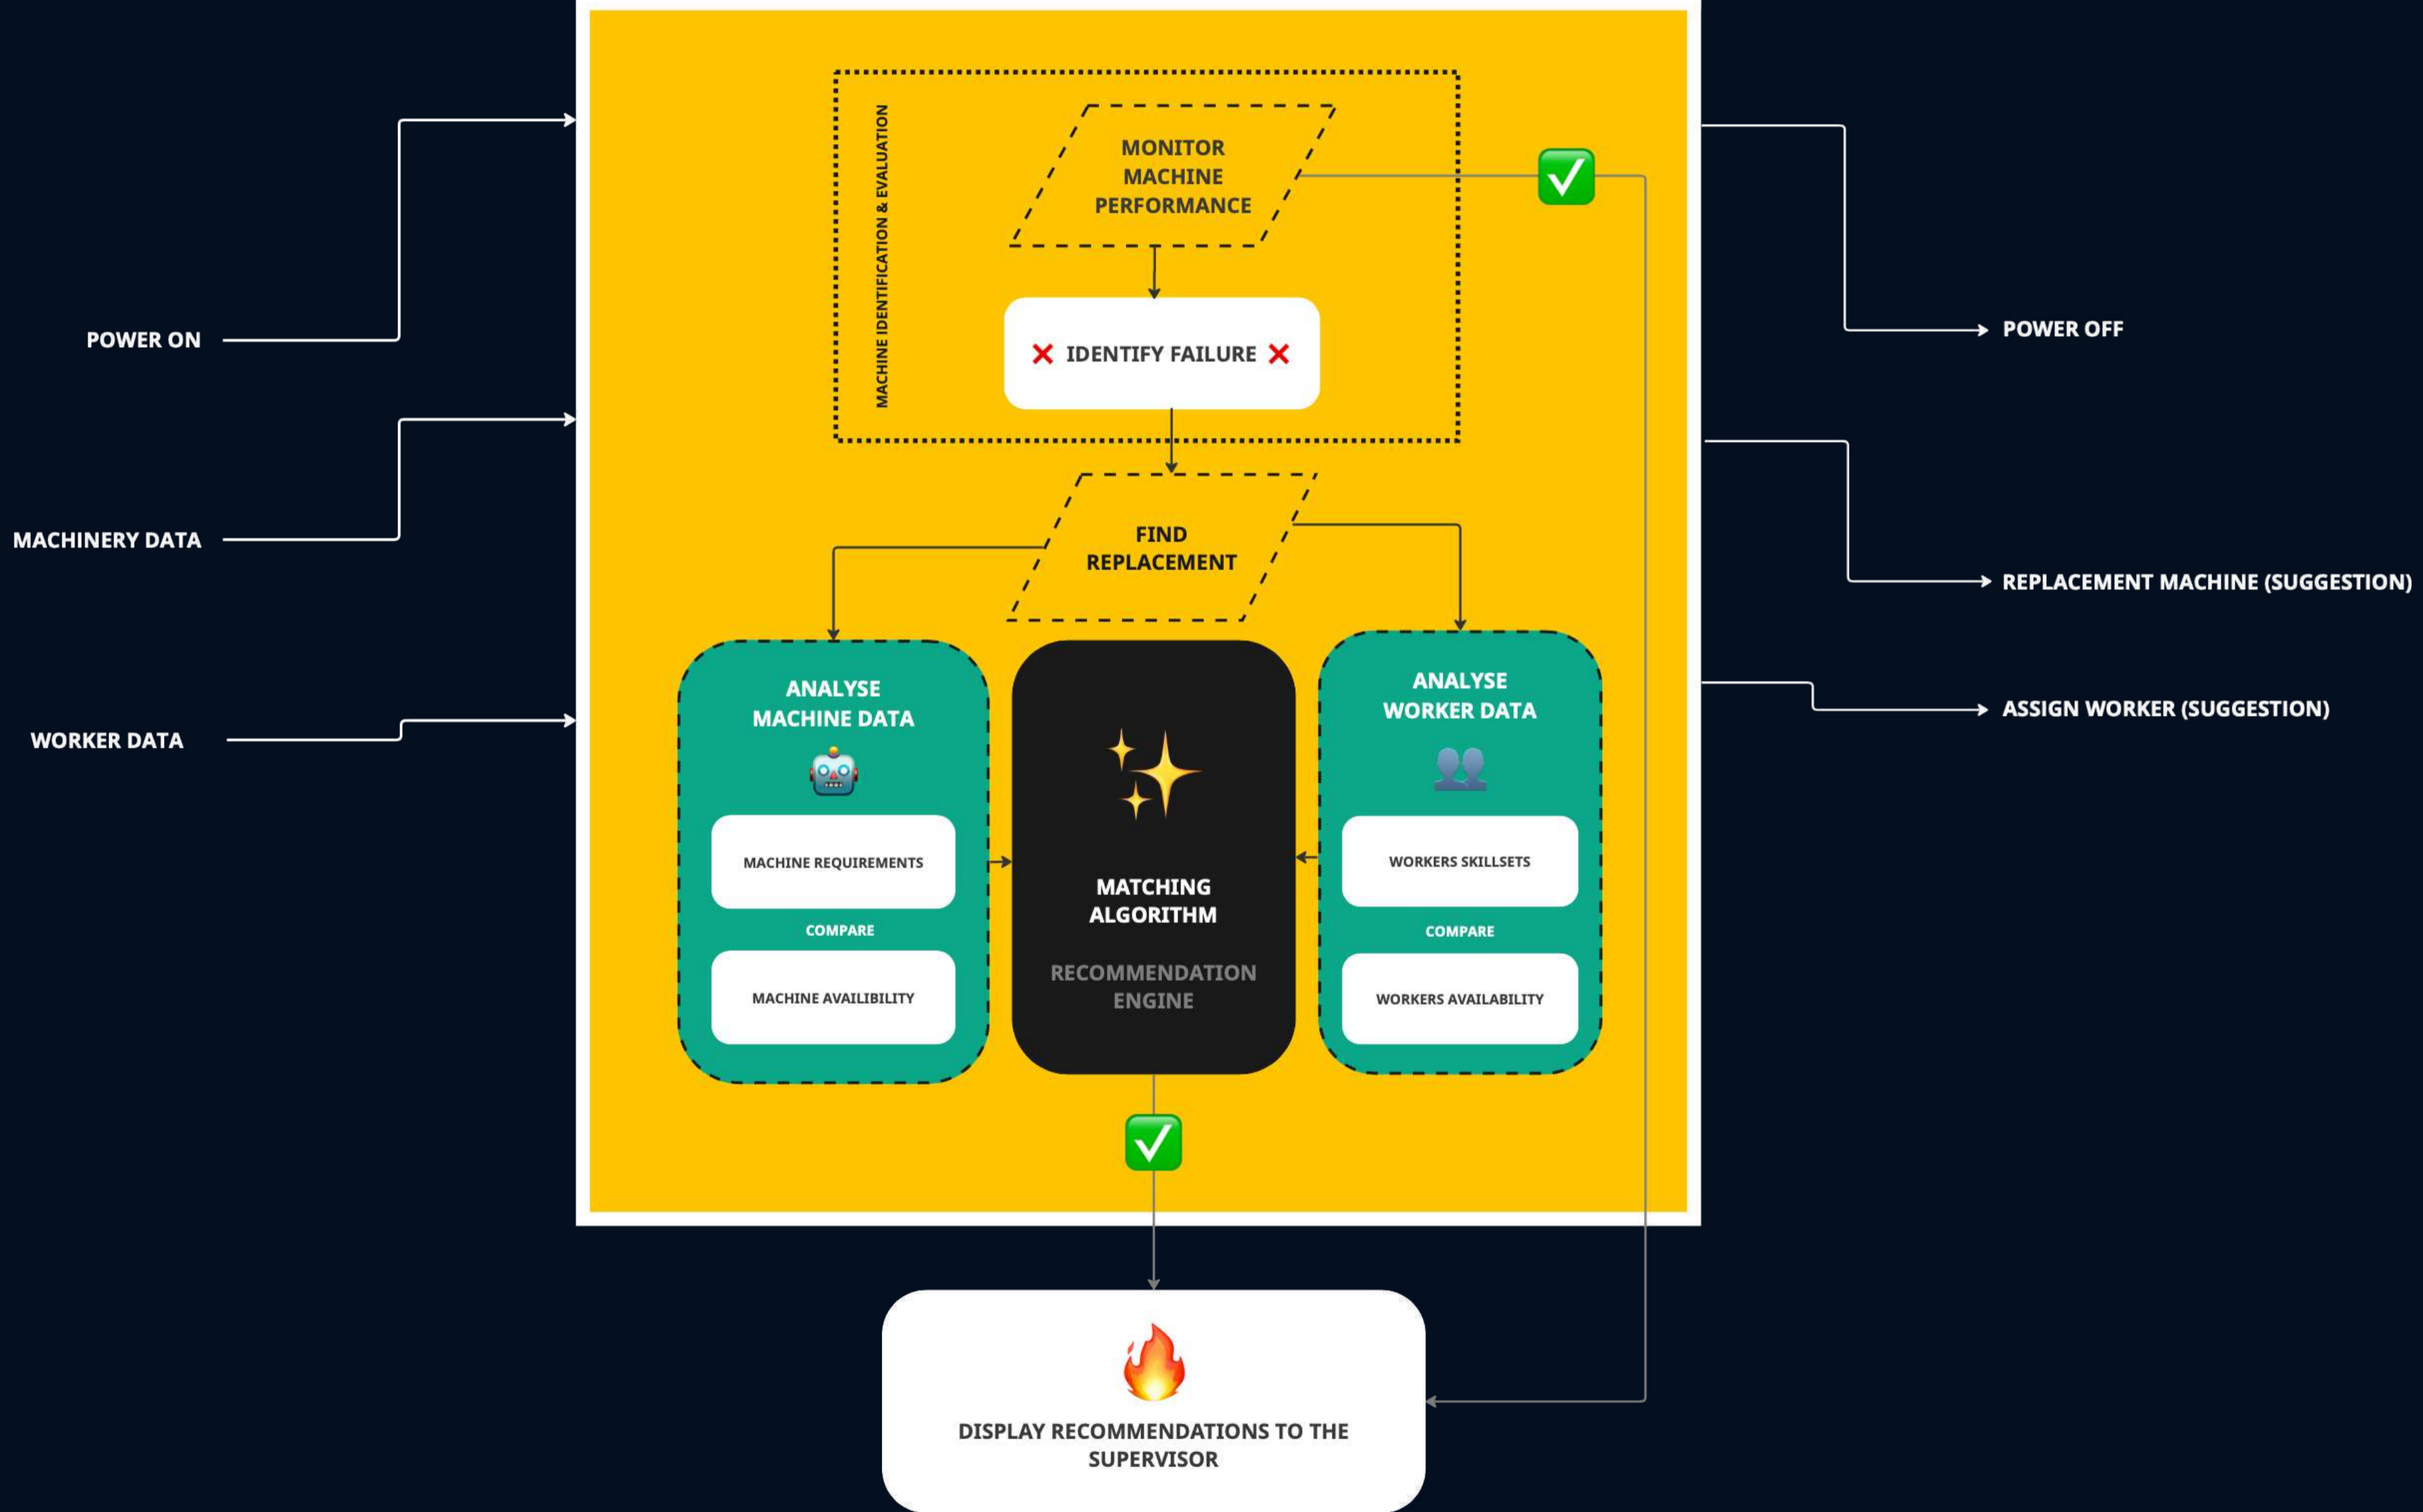 POWER ON
MACHINERY DATA
WORKER DATA
MACHINE IDENTIFICATION & EVALUATION
MONITOR
MACHINE
PERFORMANCE
IDENTIFY FAILURE
FIND
REPLACEMENT
ANALYSE
MACHINE DATA
MACHINE REQUIREMENTS
COMPARE
MACHINE AVAILIBILITY
MATCHING
ALGORITHM
RECOMMENDATION
ENGINE
ANALYSE
WORKER DATA
WORKERS SKILLSETS
COMPARE
WORKERS AVAILABILITY
DISPLAY RECOMMENDATIONS TO THE
SUPERVISOR
POWER OFF
REPLACEMENT MACHINE (SUGGESTION)
ASSIGN WORKER (SUGGESTION)